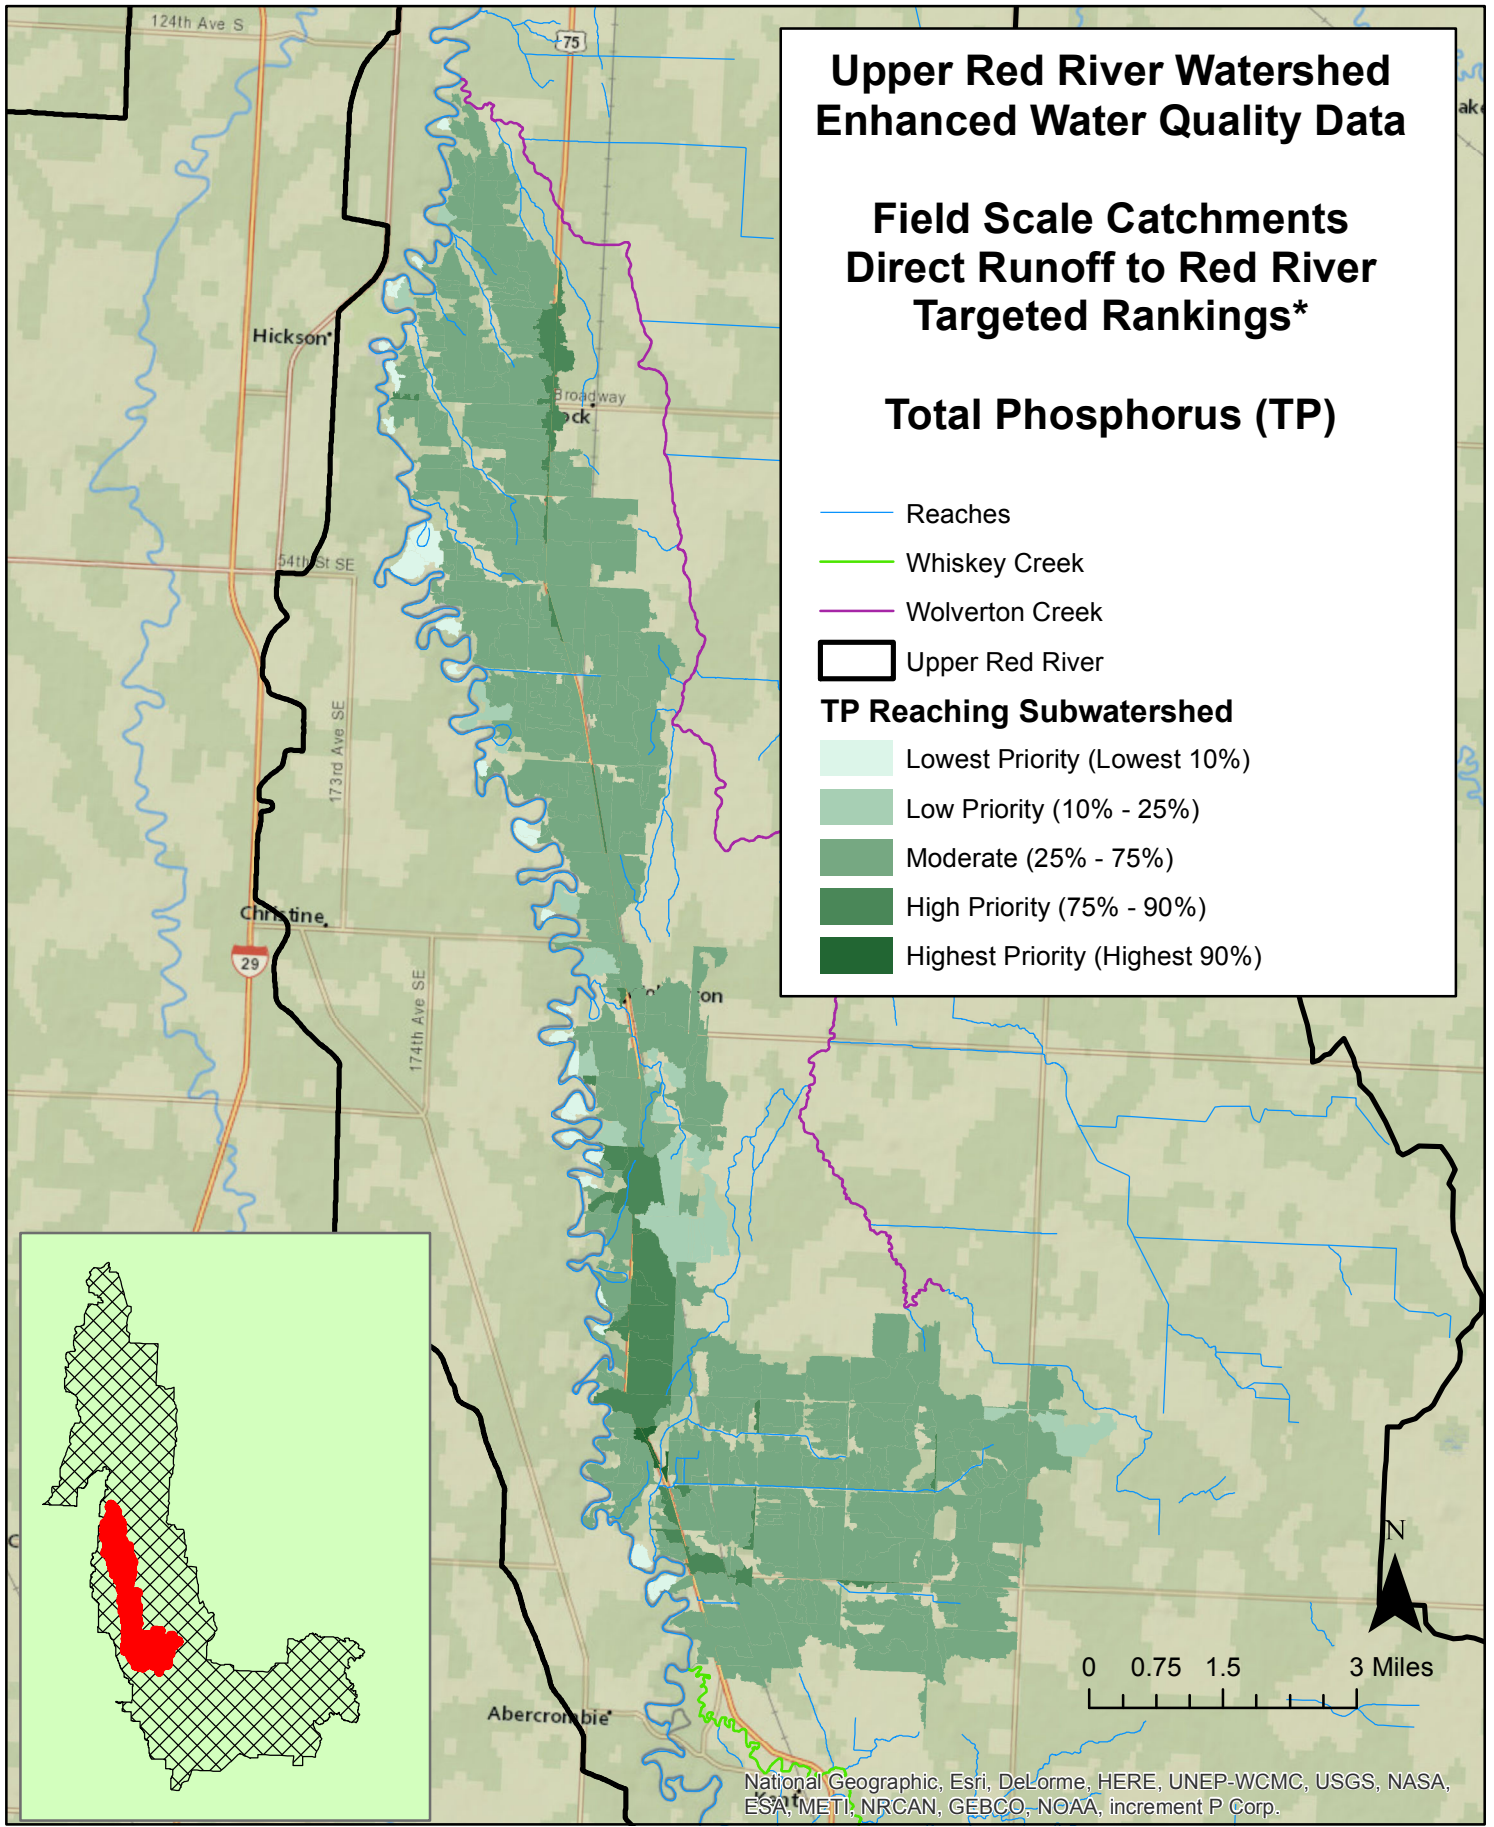 Upper Red River Watershed
Enhanced Water Quality Data
Field Scale Catchments
Direct Runoff to Red River
Targeted Rankings*
Total Phosphorus (TP)
Reaches
Whiskey Creek
Wolverton Creek
Upper Red River
TP Reaching Subwatershed
Lowest Priority (Lowest 10%)
Low Priority (10% - 25%)
Moderate (25% - 75%)
High Priority (75% - 90%)
Highest Priority (Highest 90%)
124th Ave S
75
Hickson
Broadway
54th St SE
173rd Ave SE
Christine
29
174th Ave SE
N
0 0.75 1.5 3 Miles
Abercrombie
Kent
National Geographic, Esri, DeLorme, HERE, UNEP-WCMC, USGS, NASA,
ESA, METI, NRCAN, GEBCO, NOAA, increment P Corp.